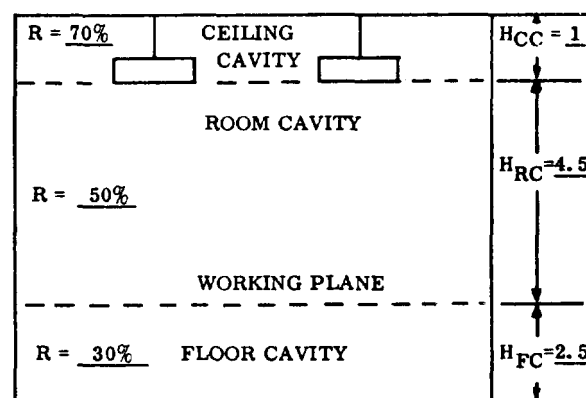 R = 70% CEILING CAVITY HCC = 1
ROOM CAVITY
HRC=4.5
R = 50%
WORKING PLANE
R = 30% FLOOR CAVITY HFC=2.5